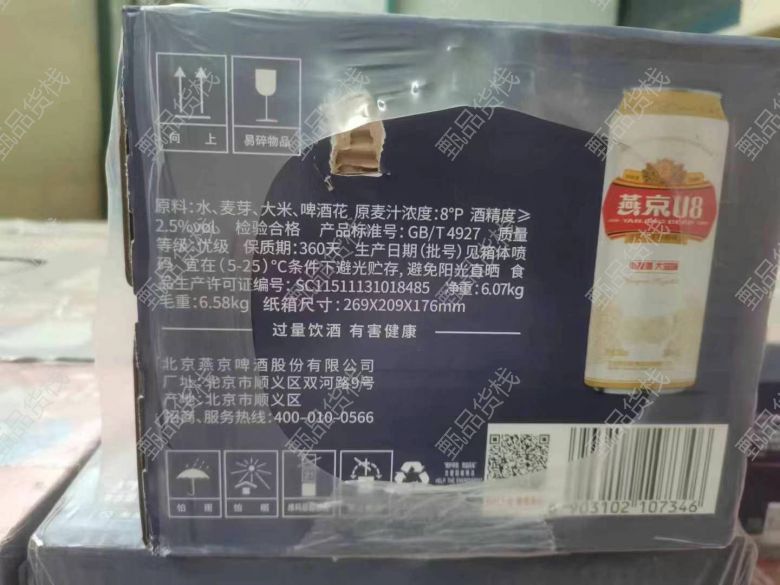 向 上
易碎物品
原料:水、麦芽、大米、啤酒花 原麦汁浓度:8°P 酒精度≥
2.5%vol 检验合格 产品标准号:GB/T 4927 质量
等级:优级 保质期:360天 生产日期(批号)见箱体喷
码 宜在(5-25)°C条件下避光贮存,避免阳光直晒 食
品生产许可证编号:SC11511131018485 净重:6.07kg
毛重:6.58kg 纸箱尺寸:269X209X176mm
过量饮酒 有害健康
北京燕京啤酒股份有限公司
厂址:北京市顺义区双河路9号
产地:北京市顺义区
招商、服务热线:400-010-0566
燕京U8
YANJING BEER
怕 雨
怕 晒
6 903102 107346
甄品货栈